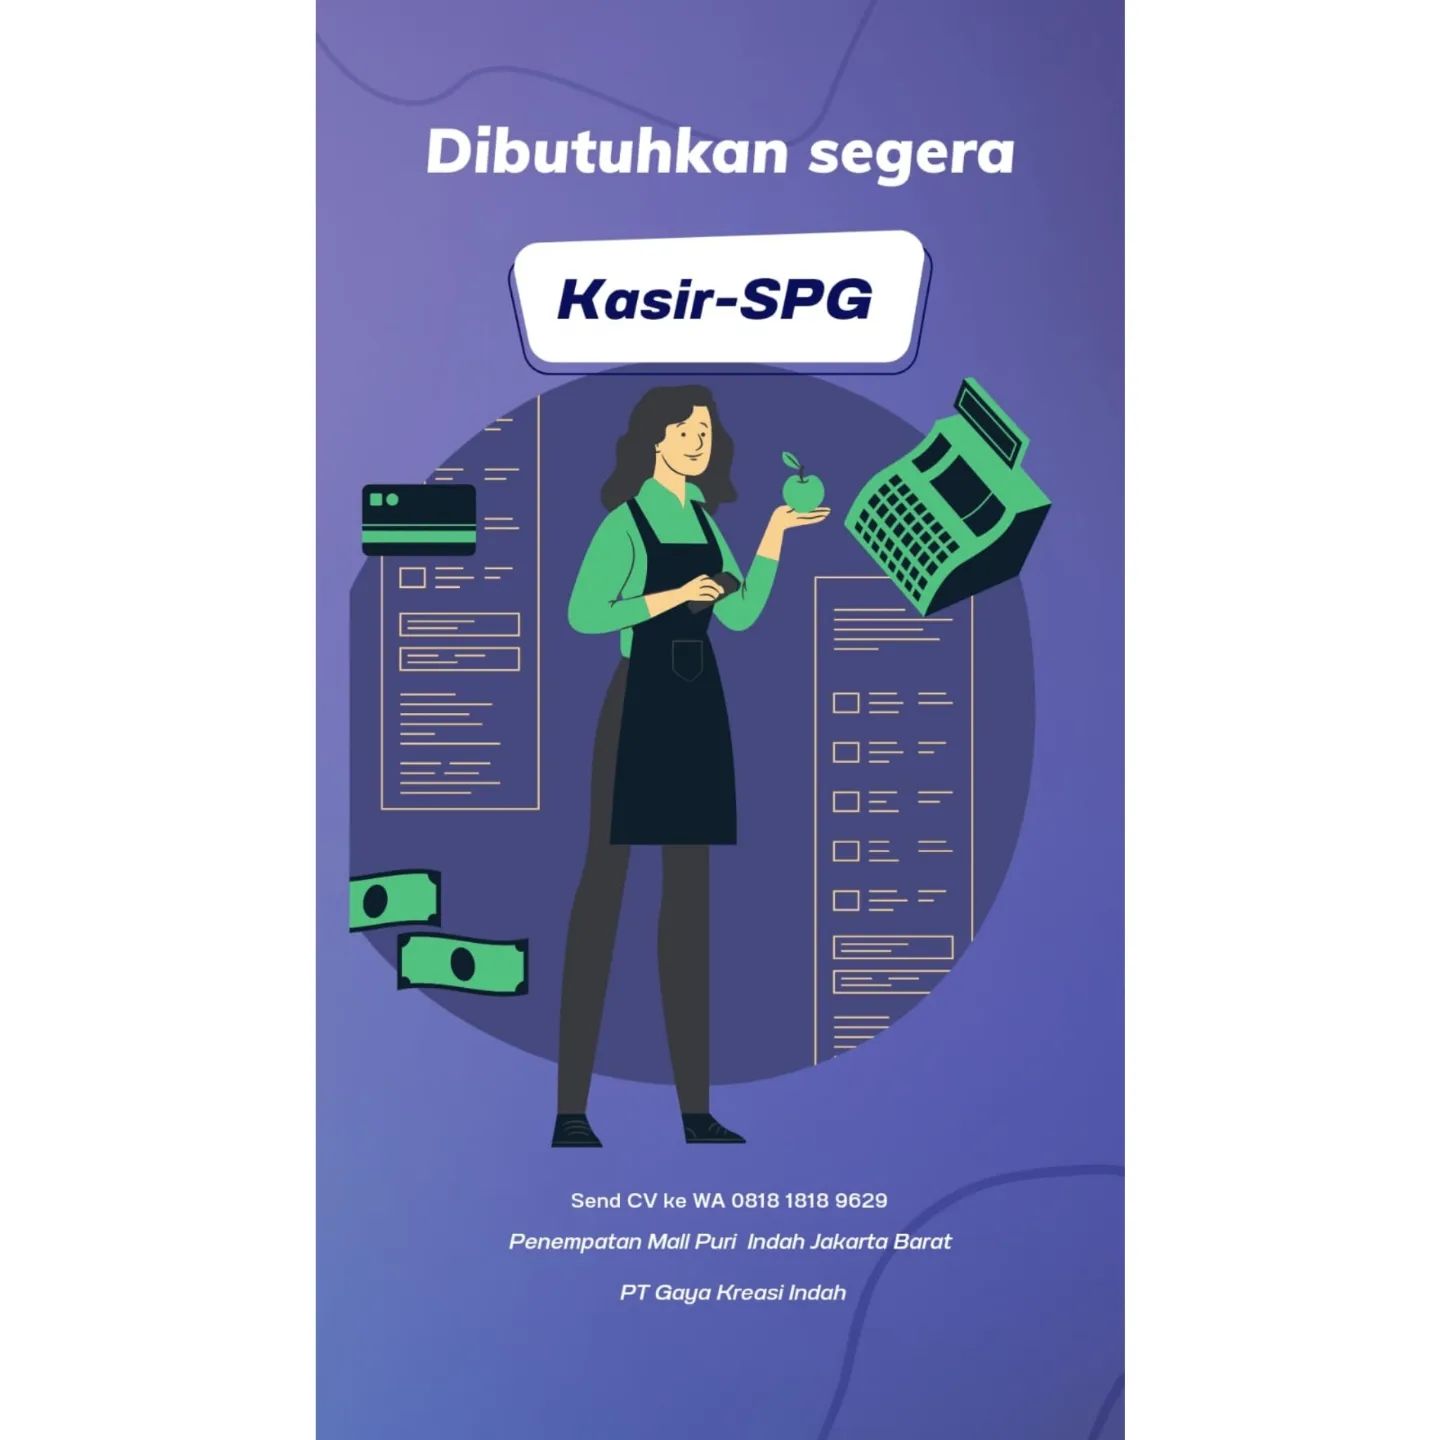 Dibutuhkan segera
Kasir-SPG
Send CV ke WA 0818 1818 9629
Penempatan Mall Puri Indah Jakarta Barat
PT Gaya Kreasi Indah